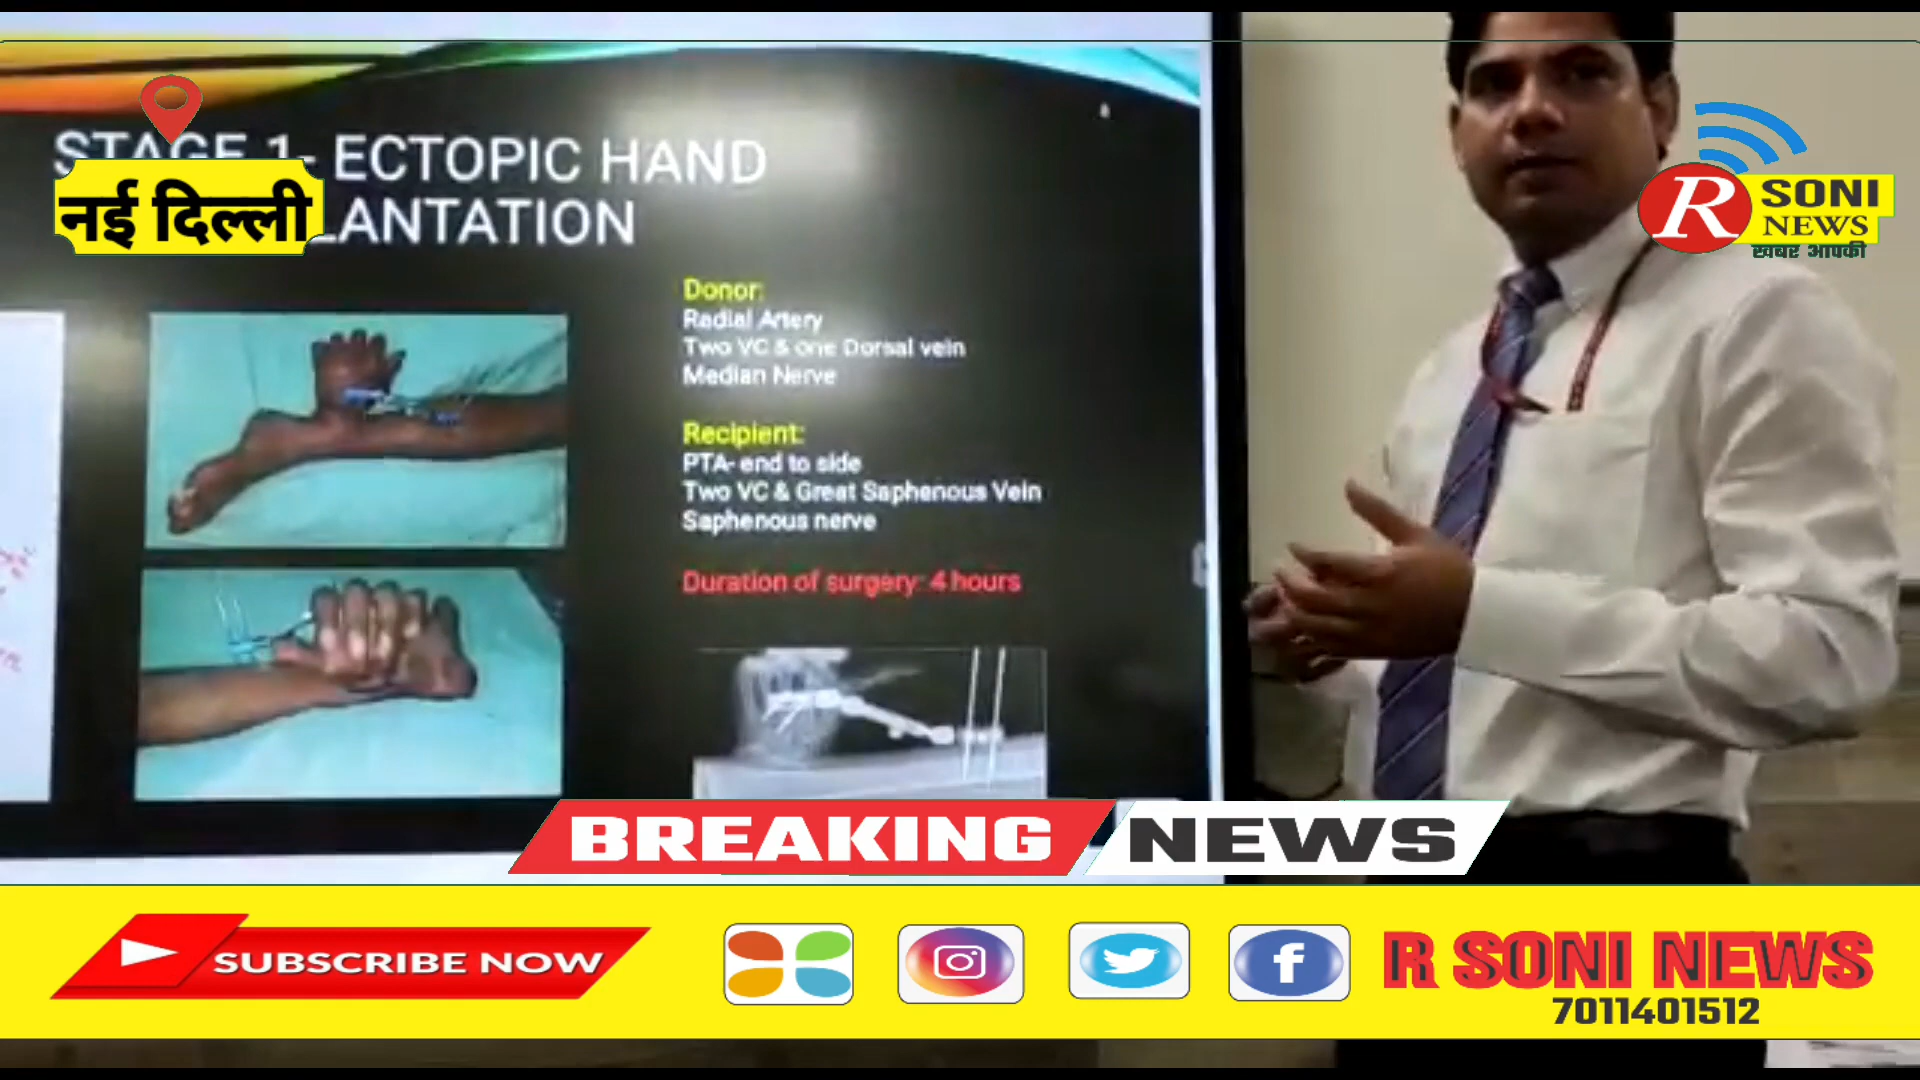 STAGE 1- ECTOPIC HAND
LANTATION
नई दिल्ली
R SONI
NEWS
खबर आपकी
Donor:
Radial Artery
Two VC & one Dorsal vein
Median Nerve
Recipient:
PTA- end to side
Two VC & Great Saphenous Vein
Saphenous nerve
Duration of surgery: 4 hours
BREAKING NEWS
SUBSCRIBE NOW
R SONI NEWS
7011401512